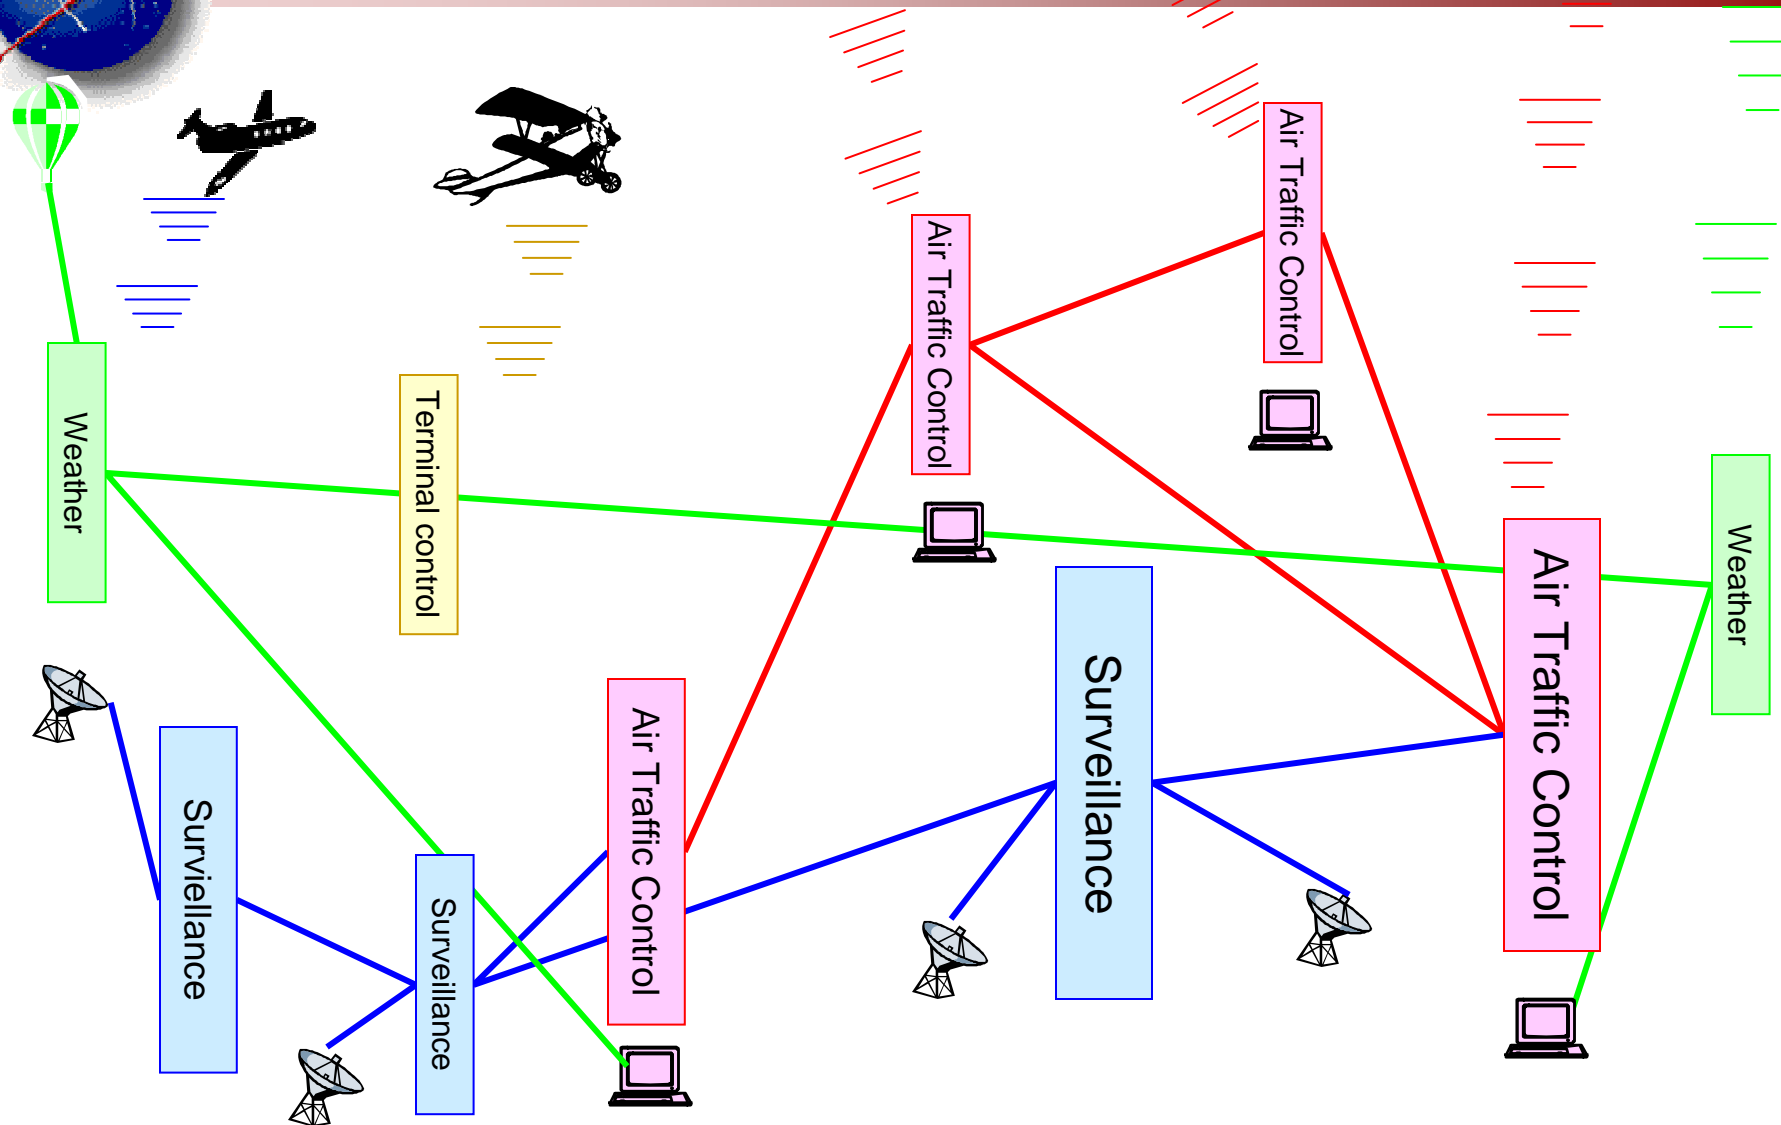 Air Traffic Control
Air Traffic Control
Weather
Terminal control
Weather
Air Traffic Control
Surveillance
Air Traffic Control
Surviellance
Surveillance